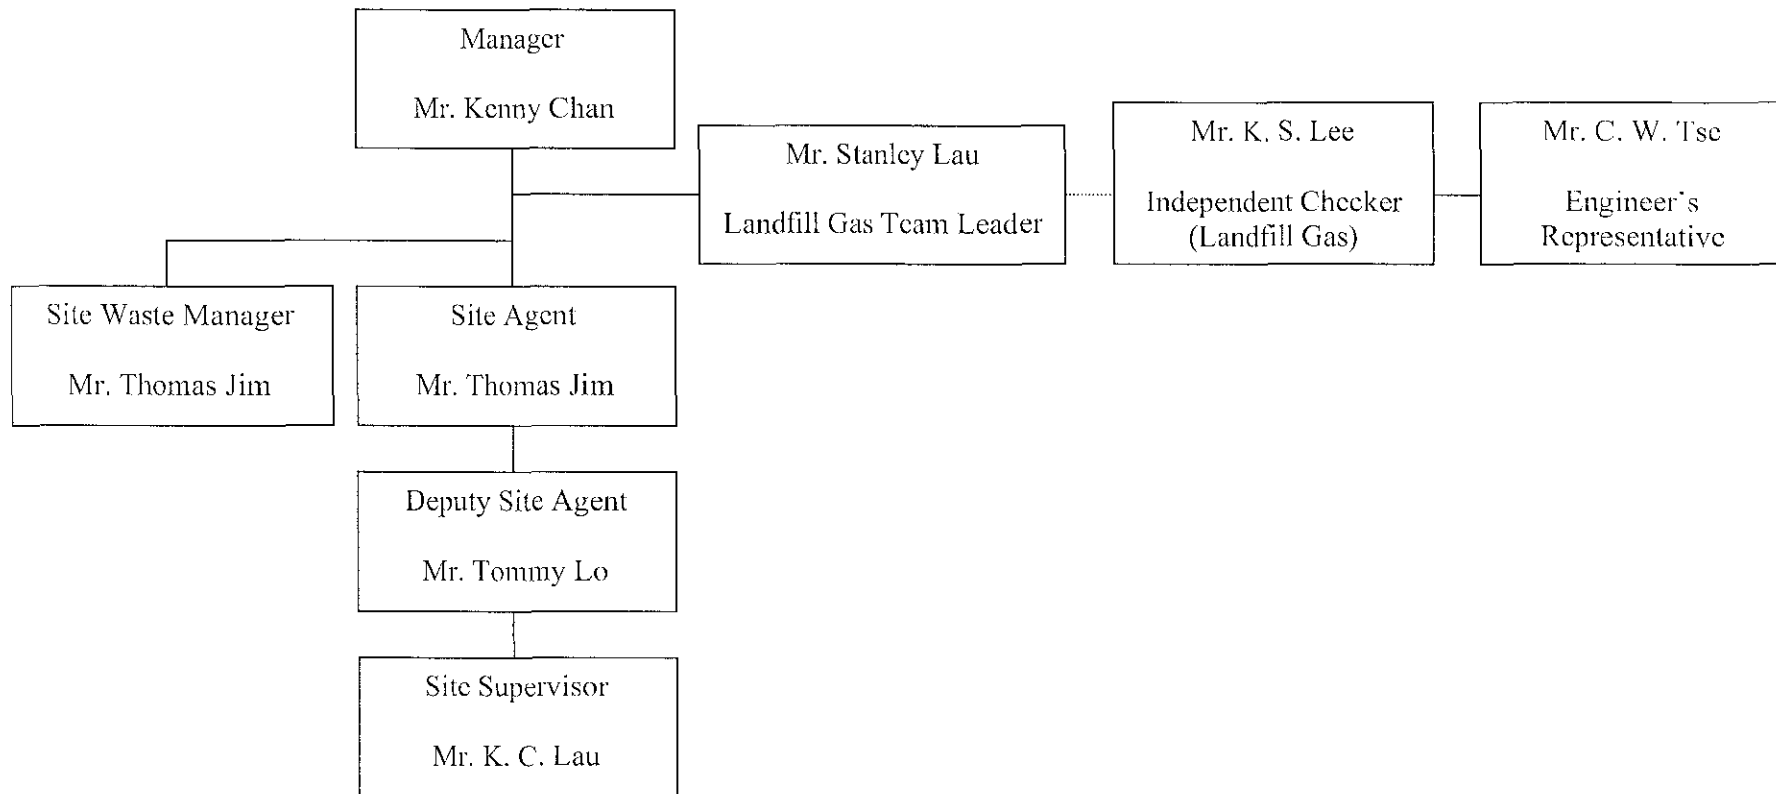 Manager
Mr. Kenny Chan
Mr. Stanley Lau
Landfill Gas Team Leader
Mr. K. S. Lee
Independent Checker
(Landfill Gas)
Mr. C. W. Tse
Engineer's
Representative
Site Waste Manager
Mr. Thomas Jim
Site Agent
Mr. Thomas Jim
Deputy Site Agent
Mr. Tommy Lo
Site Supervisor
Mr. K. C. Lau